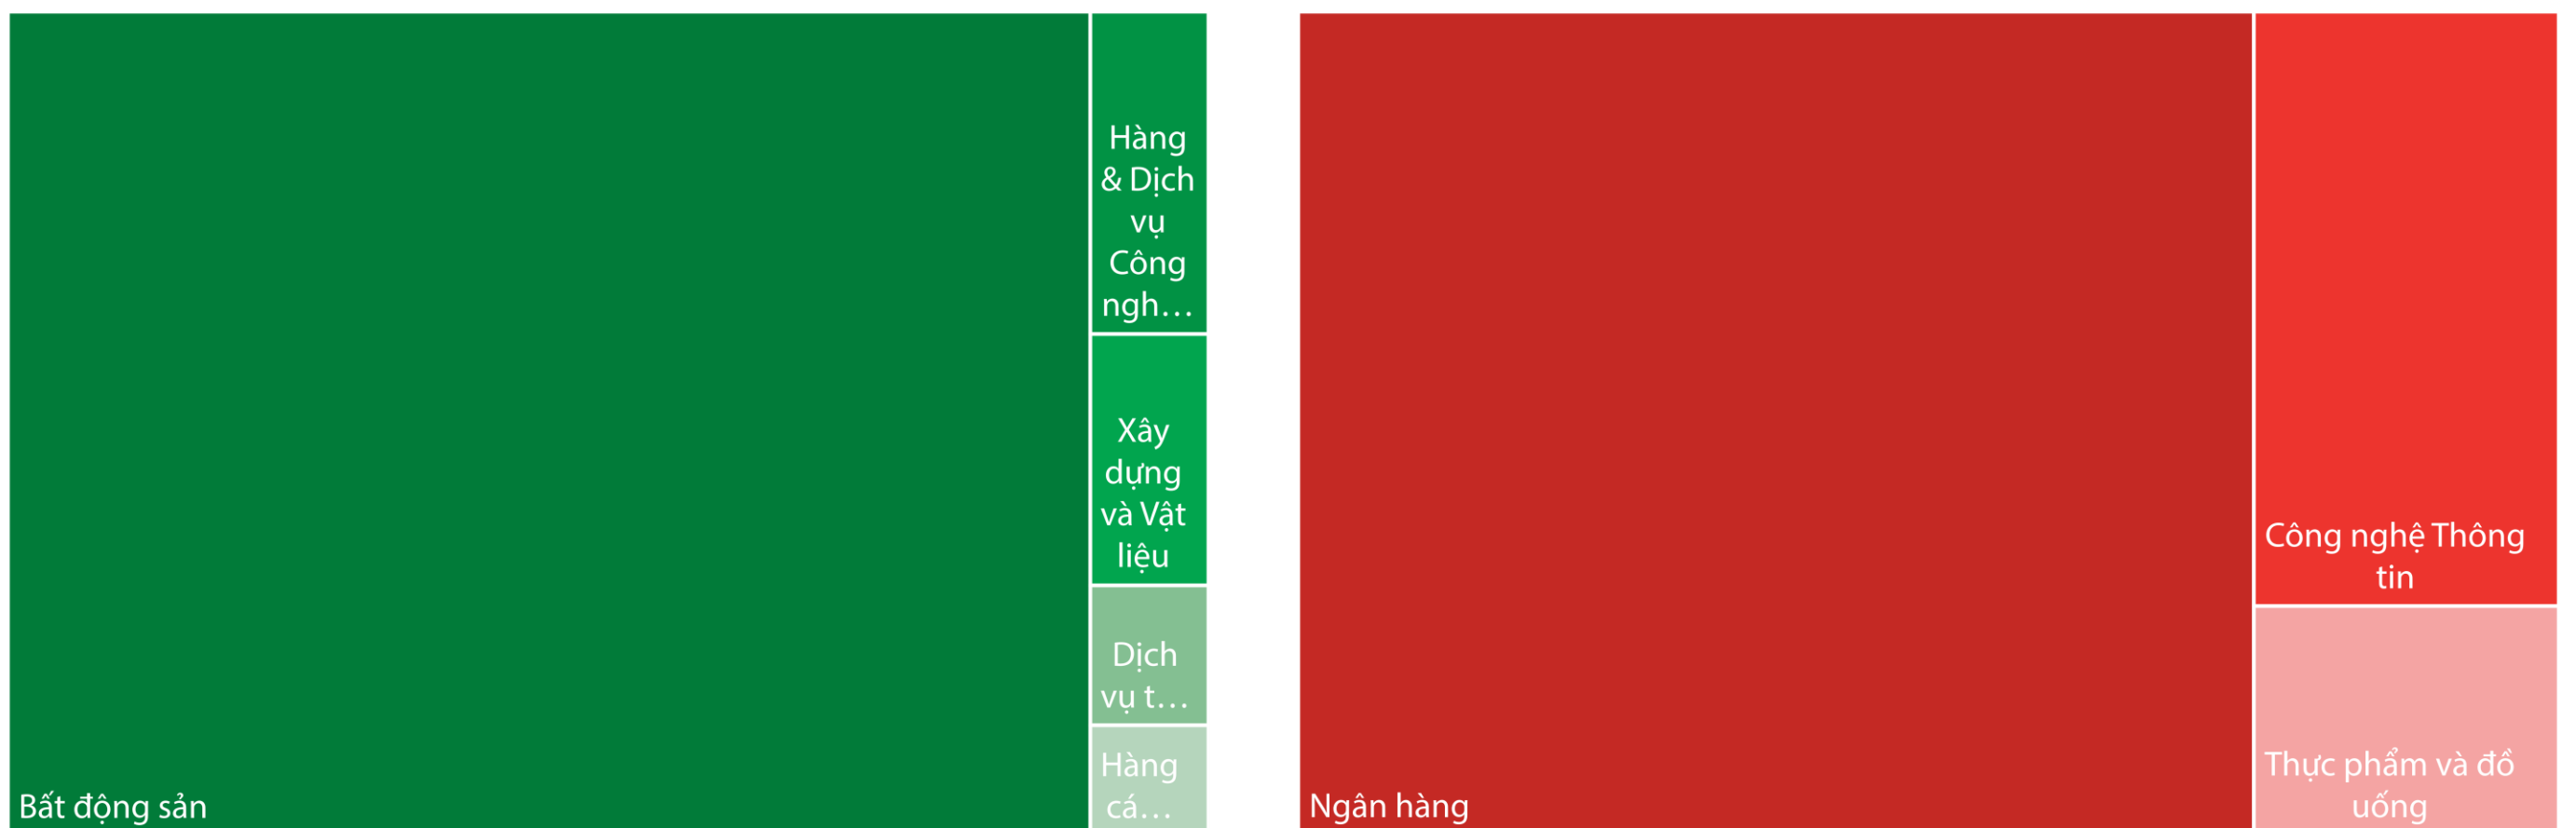 Hàng
& Dịch
vụ
Công
ngh…
Xây
dựng
và Vật
liệu
Dịch
vụ t…
Hàng
cá…
Bất động sản
Công nghệ Thông
tin
Thực phẩm và đồ
uống
Ngân hàng